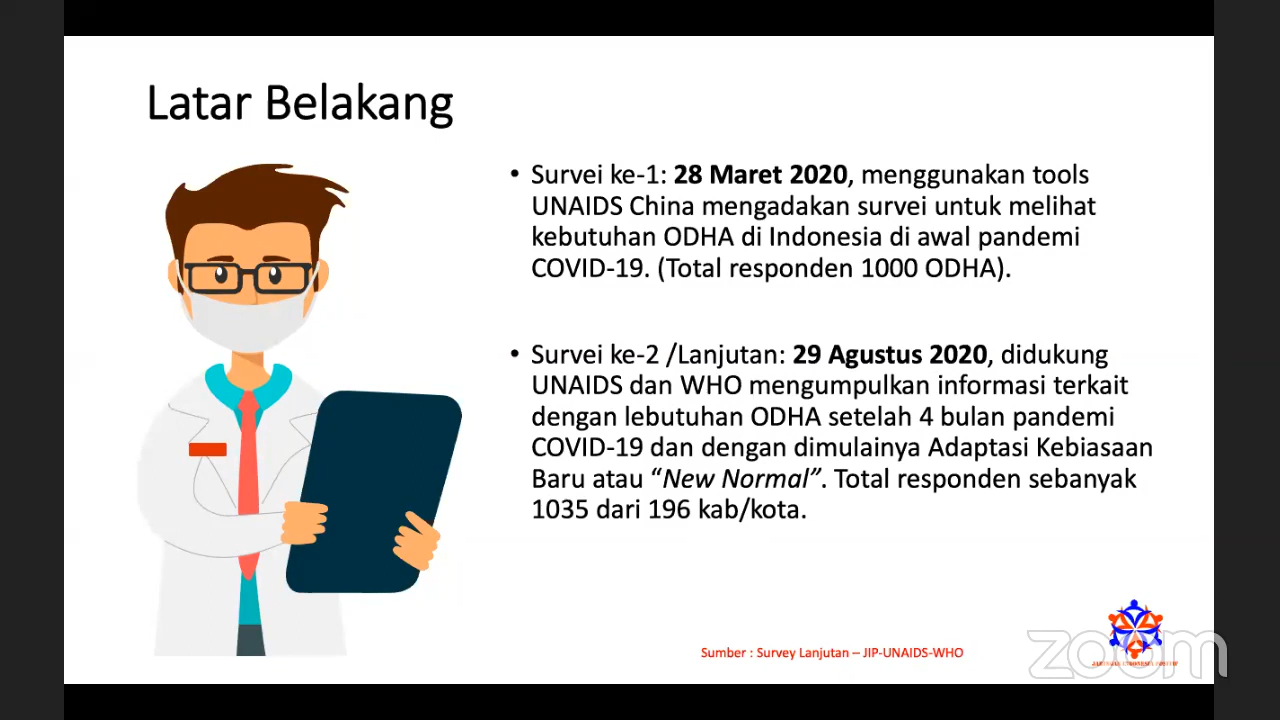 Latar Belakang
• Survei ke-1: 28 Maret 2020, menggunakan tools
UNAIDS China mengadakan survei untuk melihat
kebutuhan ODHA di Indonesia di awal pandemi
COVID-19. (Total responden 1000 ODHA).
• Survei ke-2 /Lanjutan: 29 Agustus 2020, didukung
UNAIDS dan WHO mengumpulkan informasi terkait
dengan lebutuhan ODHA setelah 4 bulan pandemi
COVID-19 dan dengan dimulainya Adaptasi Kebiasaan
Baru atau “New Normal”. Total responden sebanyak
1035 dari 196 kab/kota.
Sumber : Survey Lanjutan – JIP-UNAIDS-WHO
zoom
JARINGAN INDONESIA POSITIF